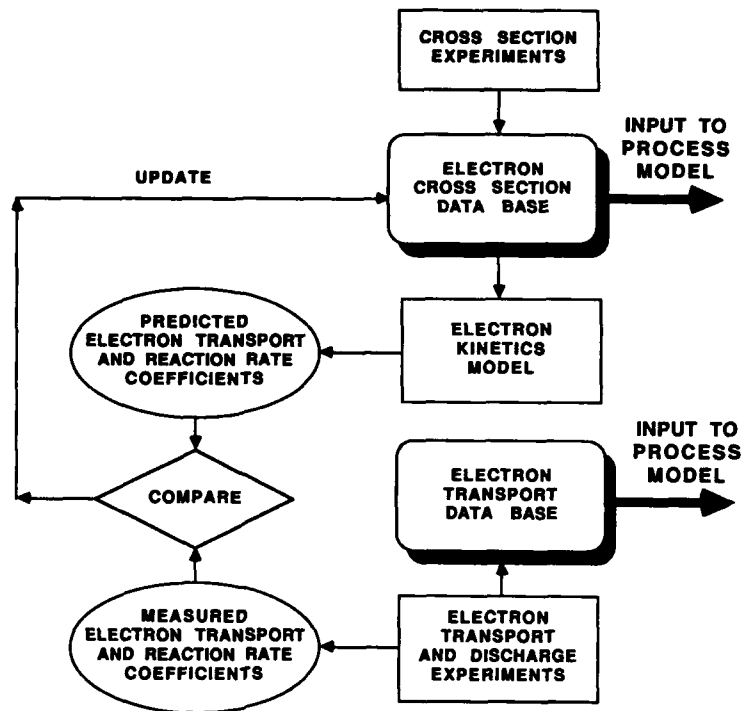 CROSS SECTION
EXPERIMENTS
INPUT TO
PROCESS
MODEL
ELECTRON
CROSS SECTION
DATA BASE
UPDATE
PREDICTED
ELECTRON TRANSPORT
AND REACTION RATE
COEFFICIENTS
ELECTRON
KINETICS
MODEL
INPUT TO
PROCESS
MODEL
ELECTRON
TRANSPORT
DATA BASE
COMPARE
MEASURED
ELECTRON TRANSPORT
AND REACTION RATE
COEFFICIENTS
ELECTRON
TRANSPORT
AND DISCHARGE
EXPERIMENTS